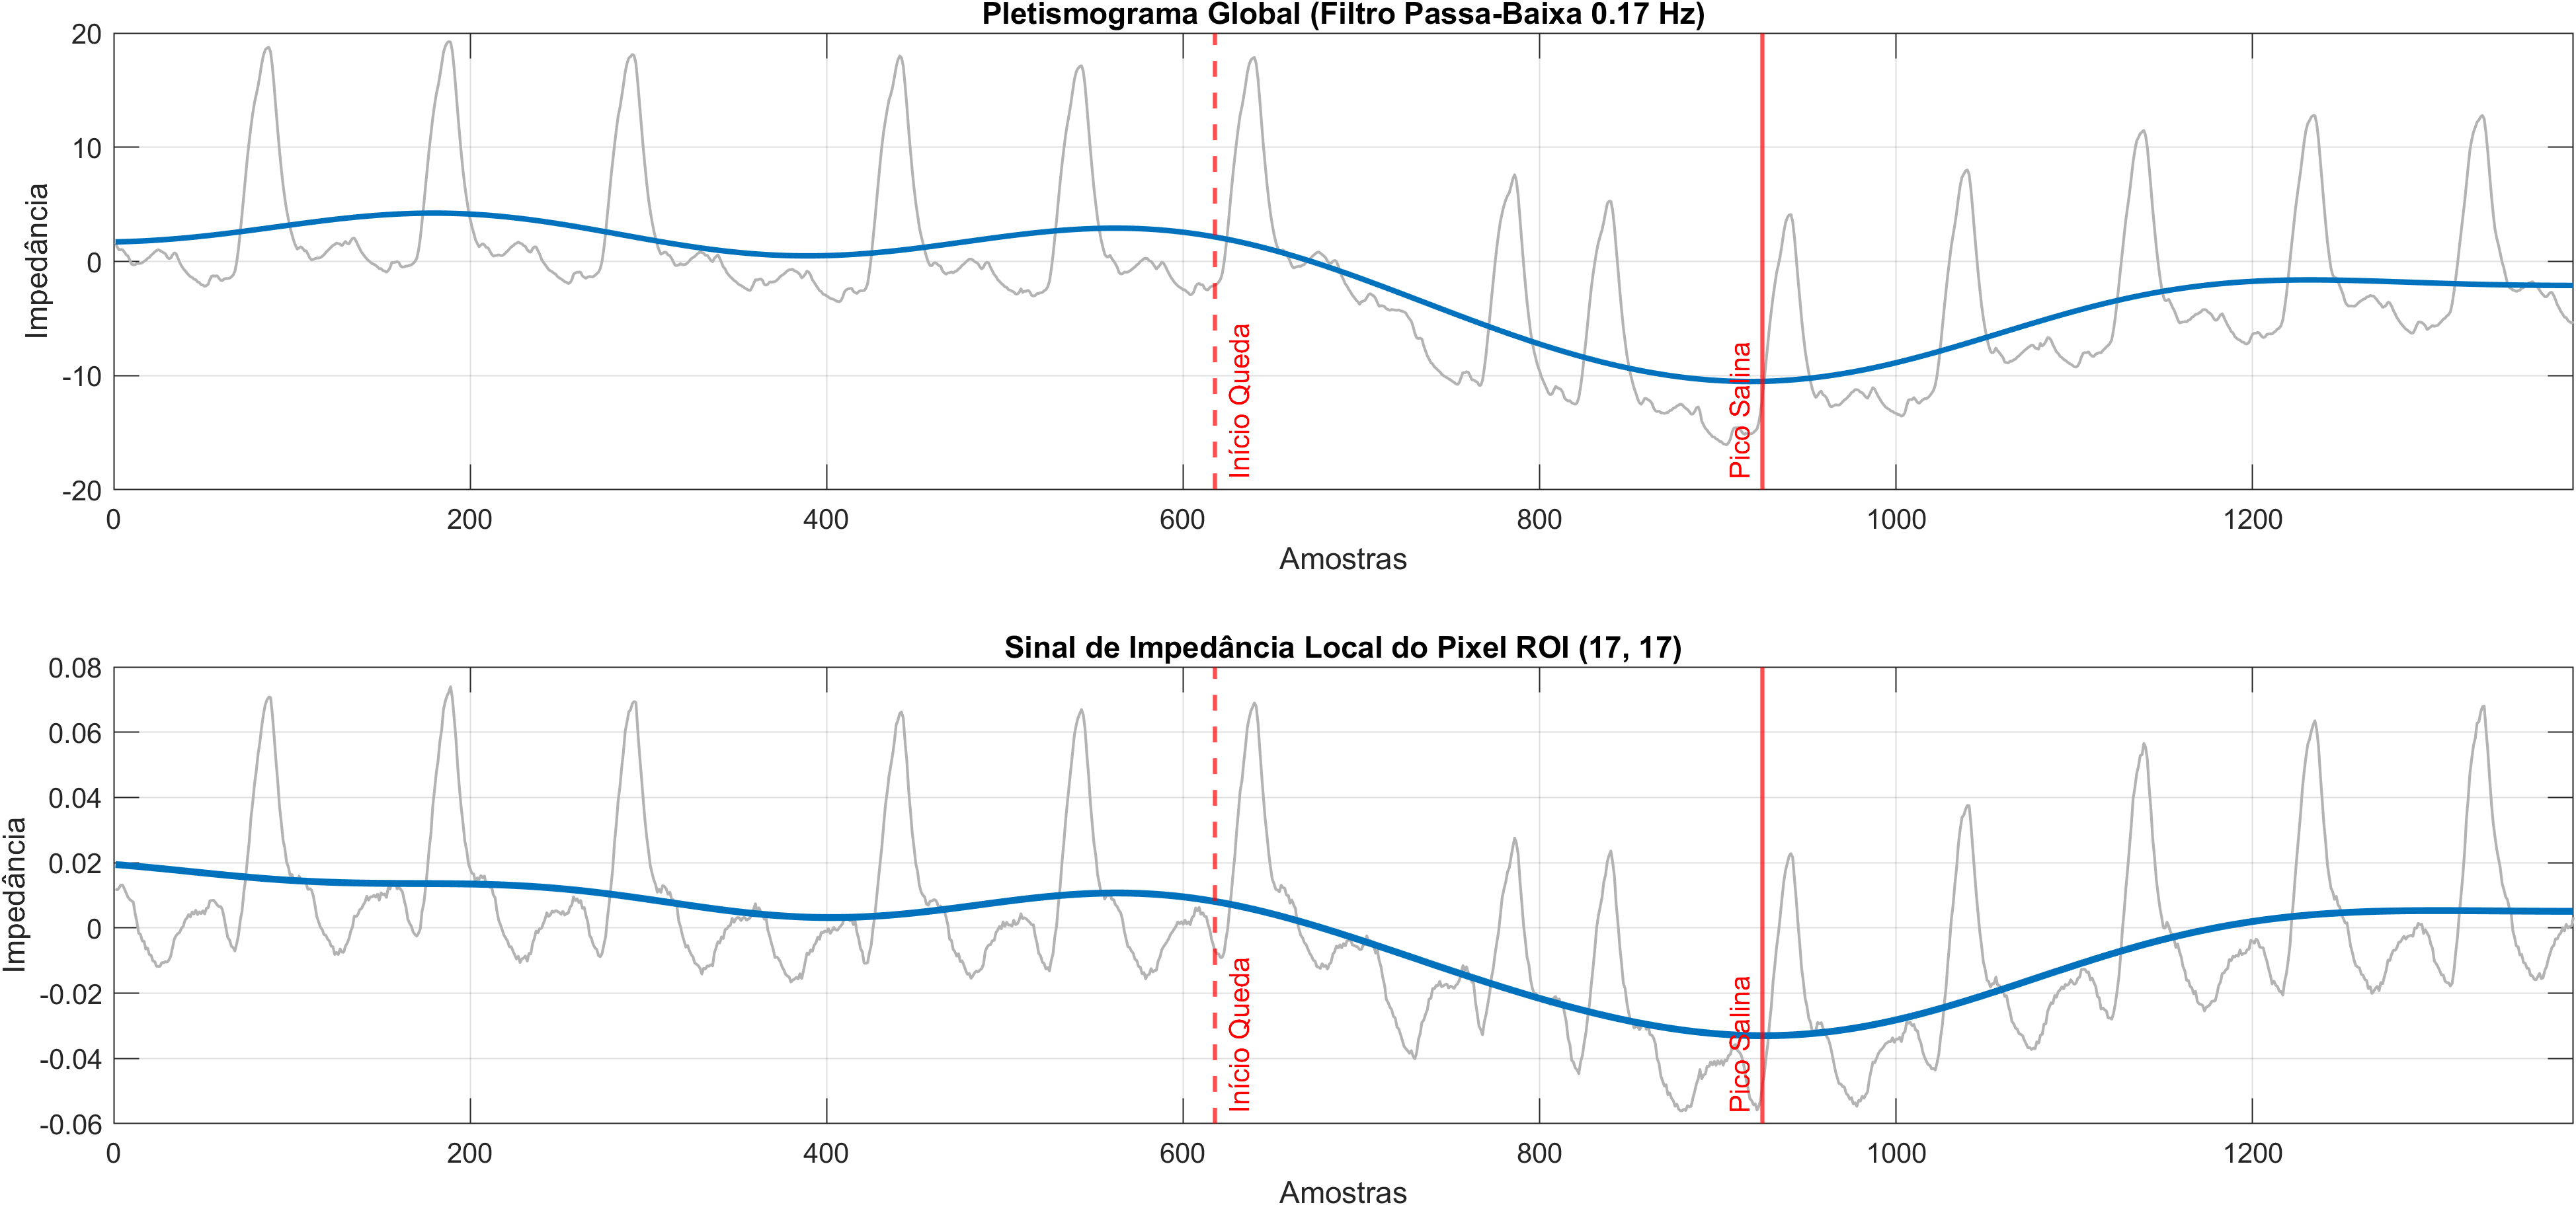 Pletismograma Global (Filtro Passa-Baixa 0.17 Hz)
20
10
0
-10
-20
Impedância
Início Queda
Pico Salina
0 200 400 600 800 1000 1200
Amostras
Sinal de Impedância Local do Pixel ROI (17, 17)
0.08
0.06
0.04
0.02
0
-0.02
-0.04
-0.06
Impedância
Início Queda
Pico Salina
0 200 400 600 800 1000 1200
Amostras